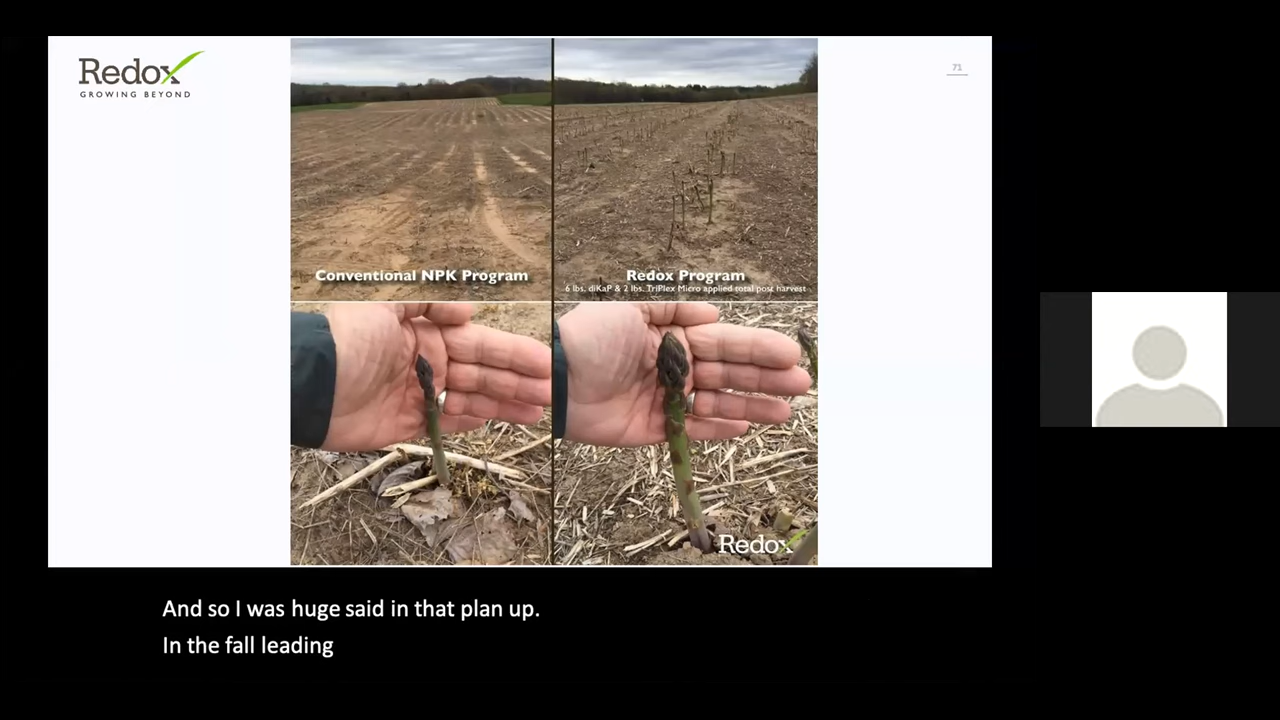 Redox
GROWING BEYOND
71
Conventional NPK Program
Redox Program
6 lbs. diKaP & 2 lbs. TriPlex Micro applied total post harvest
Redox
And so I was huge said in that plan up.
In the fall leading